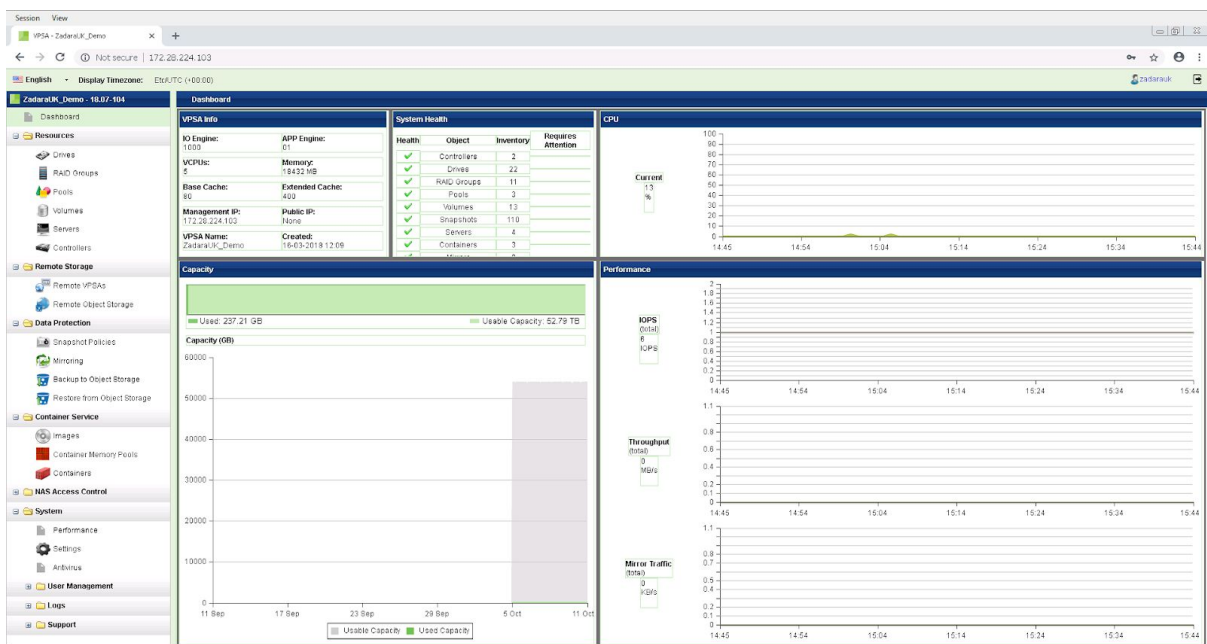 Session View
VPSA - ZadaraUK_Demo
Not secure | 172.28.224.103
English Display Timezone: Etc/UTC (+00:00)
zadarauk
ZadaraUK_Demo - 18.07-104
Dashboard
Resources
Drives
RAID Groups
Pools
Volumes
Servers
Controllers
Remote Storage
Remote VPSAs
Remote Object Storage
Data Protection
Snapshot Policies
Mirroring
Backup to Object Storage
Restore from Object Storage
Container Service
Images
Container Memory Pools
Containers
NAS Access Control
System
Performance
Settings
Antivirus
User Management
Logs
Support
Dashboard
VPSA Info
IO Engine: APP Engine:
1000 01
VCPUs: Memory:
5 18432 MB
Base Cache: Extended Cache:
80 400
Management IP: Public IP:
172.28.224.103 None
VPSA Name: Created:
ZadaraUK_Demo 16-03-2018 12:09
System Health
Health Object Inventory Requires Attention
Controllers 2
Drives 22
RAID Groups 11
Pools 3
Volumes 13
Snapshots 110
Servers 4
Containers 3
CPU
Current
13
%
100
90
80
70
60
50
40
30
20
10
0
14:45 14:54 15:04 15:14 15:24 15:34 15:44
Capacity
Used: 237.21 GB Usable Capacity: 52.79 TB
Capacity (GB)
60000
50000
40000
30000
20000
10000
0
11 Sep 17 Sep 23 Sep 29 Sep 5 Oct 11 Oct
Usable Capacity Used Capacity
Performance
IOPS
(total)
6
IOPS
2
1.8
1.6
1.4
1.2
1
0.8
0.6
0.4
0.2
0
14:45 14:54 15:04 15:14 15:24 15:34 15:44
Throughput
(total)
0
MB/s
1.1
0.8
0.6
0.4
0.2
0.1
0
14:45 14:54 15:04 15:14 15:24 15:34 15:44
Mirror Traffic
(total)
0
KB/s
1.1
0.8
0.7
0.5
0.4
0.2
0.1
0
14:45 14:54 15:04 15:14 15:24 15:34 15:44